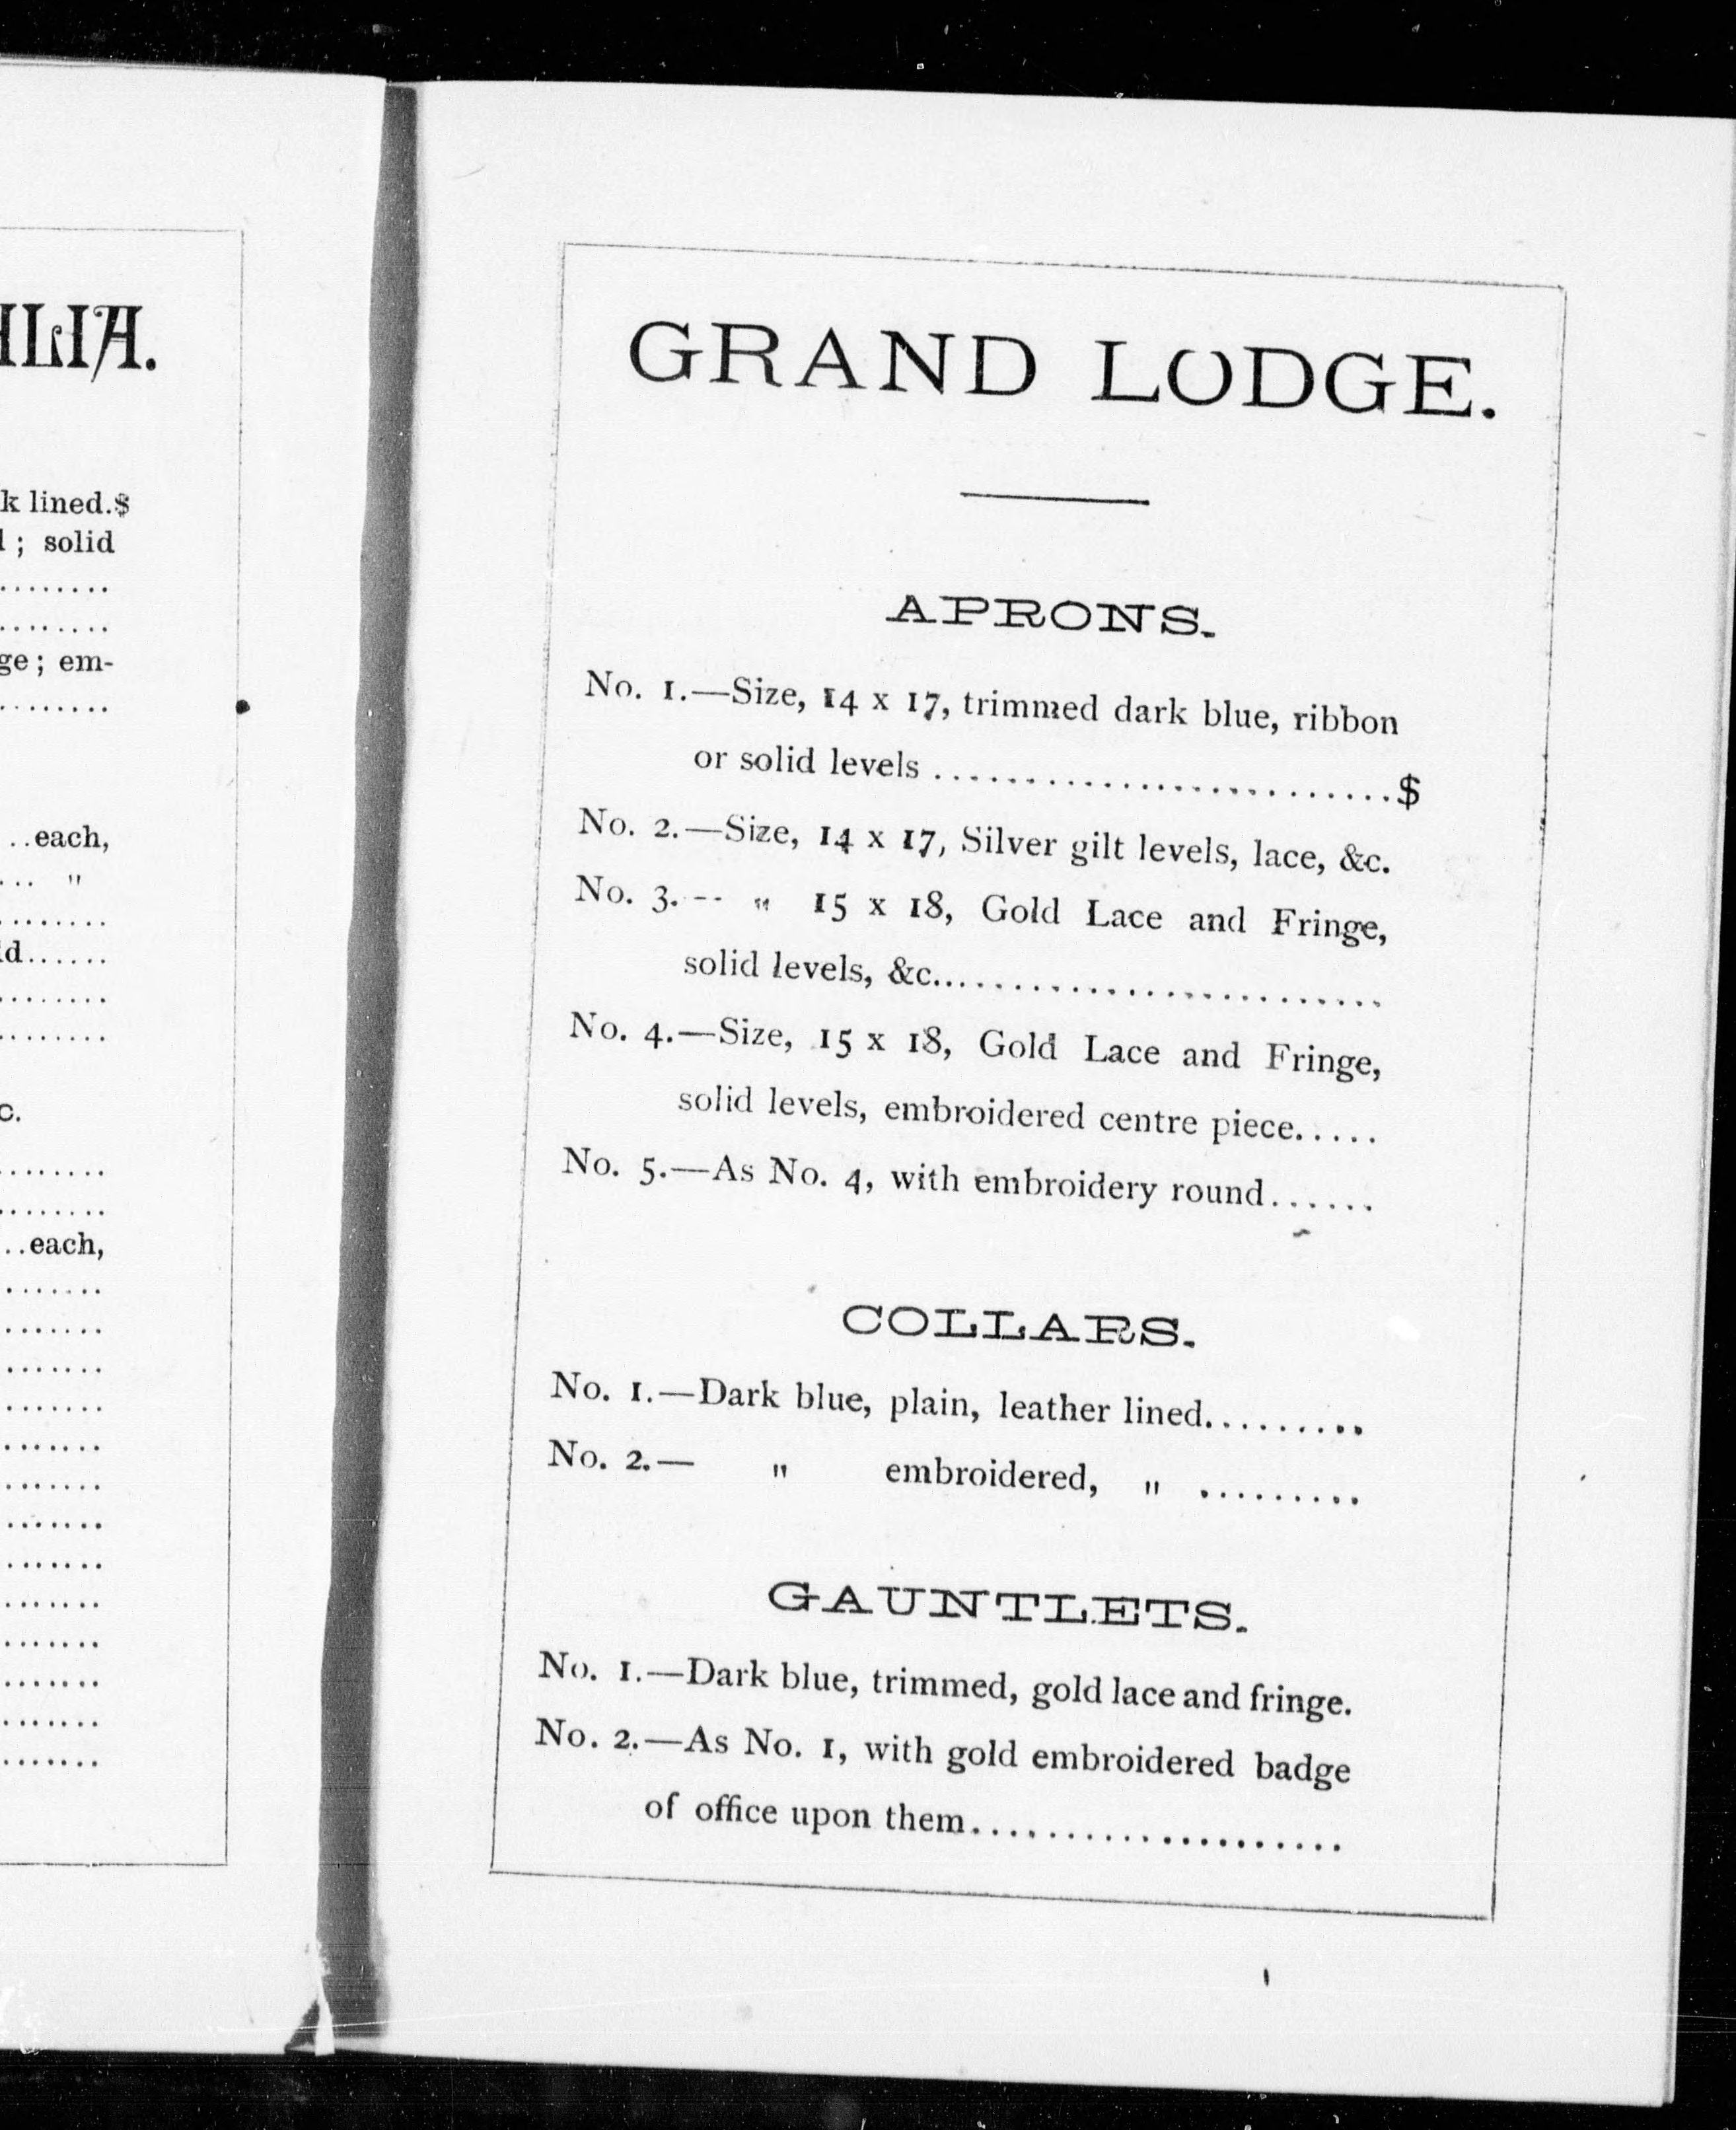 ILIA.
k lined.$
; solid
........
........
ge; em-
........
..each,
... "
........
d......
........
........
c.
........
........
..each,
.......
.......
.......
.......
.......
.......
.......
.......
.......
.......
.......
.......
.......
GRAND LODGE.
APRONS.
No. 1.—Size, 14 x 17, trimmed dark blue, ribbon
or solid levels ..........................$
No. 2.—Size, 14 x 17, Silver gilt levels, lace, &c.
No. 3.-- " 15 x 18, Gold Lace and Fringe,
solid levels, &c..........................
No. 4.—Size, 15 x 18, Gold Lace and Fringe,
solid levels, embroidered centre piece.....
No. 5.—As No. 4, with embroidery round......
COLLARS.
No. 1.—Dark blue, plain, leather lined.........
No. 2.— " embroidered, " .........
GAUNTLETS.
No. 1.—Dark blue, trimmed, gold lace and fringe.
No. 2.—As No. 1, with gold embroidered badge
of office upon them....................